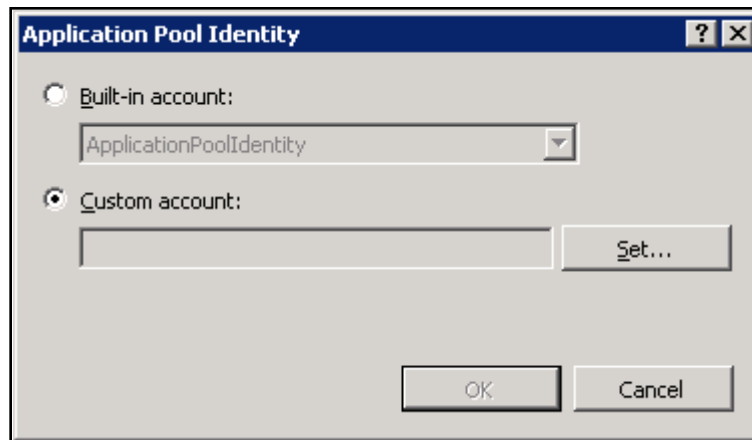 Application Pool Identity
Built-in account:
ApplicationPoolIdentity
Custom account:
Set...
OK Cancel